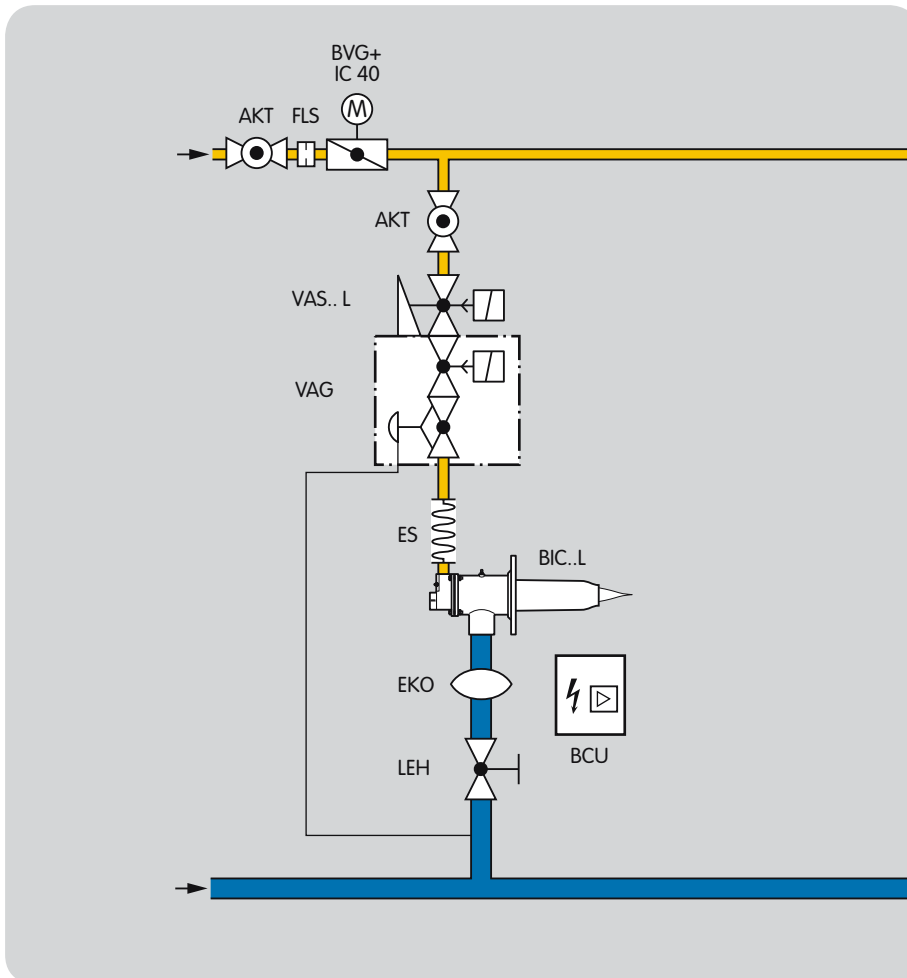 BVG+
IC 40
M
AKT FLS
AKT
VAS.. L
VAG
ES
BIC..L
EKO
BCU
LEH